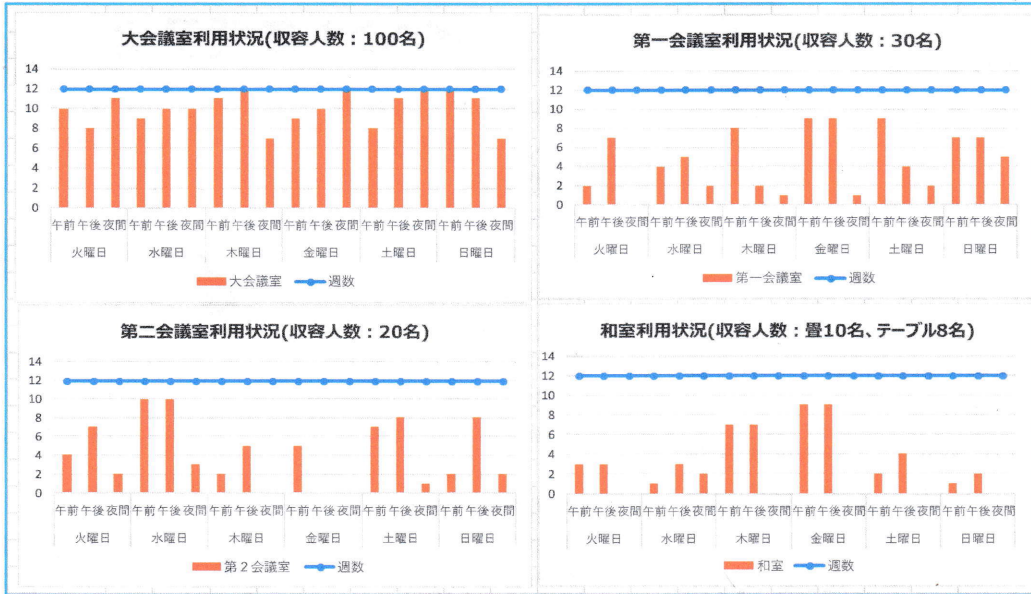 大会議室利用状況(収容人数：100名)
14
12
10
8
6
4
2
0
午前 午後 夜間 午前 午後 夜間 午前 午後 夜間 午前 午後 夜間 午前 午後 夜間 午前 午後 夜間
火曜日 水曜日 木曜日 金曜日 土曜日 日曜日
大会議室 週数
第一会議室利用状況(収容人数：30名)
14
12
10
8
6
4
2
0
午前 午後 夜間 午前 午後 夜間 午前 午後 夜間 午前 午後 夜間 午前 午後 夜間 午前 午後 夜間
火曜日 水曜日 木曜日 金曜日 土曜日 日曜日
第一会議室 週数
第二会議室利用状況(収容人数：20名)
14
12
10
8
6
4
2
0
午前 午後 夜間 午前 午後 夜間 午前 午後 夜間 午前 午後 夜間 午前 午後 夜間 午前 午後 夜間
火曜日 水曜日 木曜日 金曜日 土曜日 日曜日
第２会議室 週数
和室利用状況(収容人数：畳10名、テーブル8名)
14
12
10
8
6
4
2
0
午前 午後 夜間 午前 午後 夜間 午前 午後 夜間 午前 午後 夜間 午前 午後 夜間 午前 午後 夜間
火曜日 水曜日 木曜日 金曜日 土曜日 日曜日
和室 週数